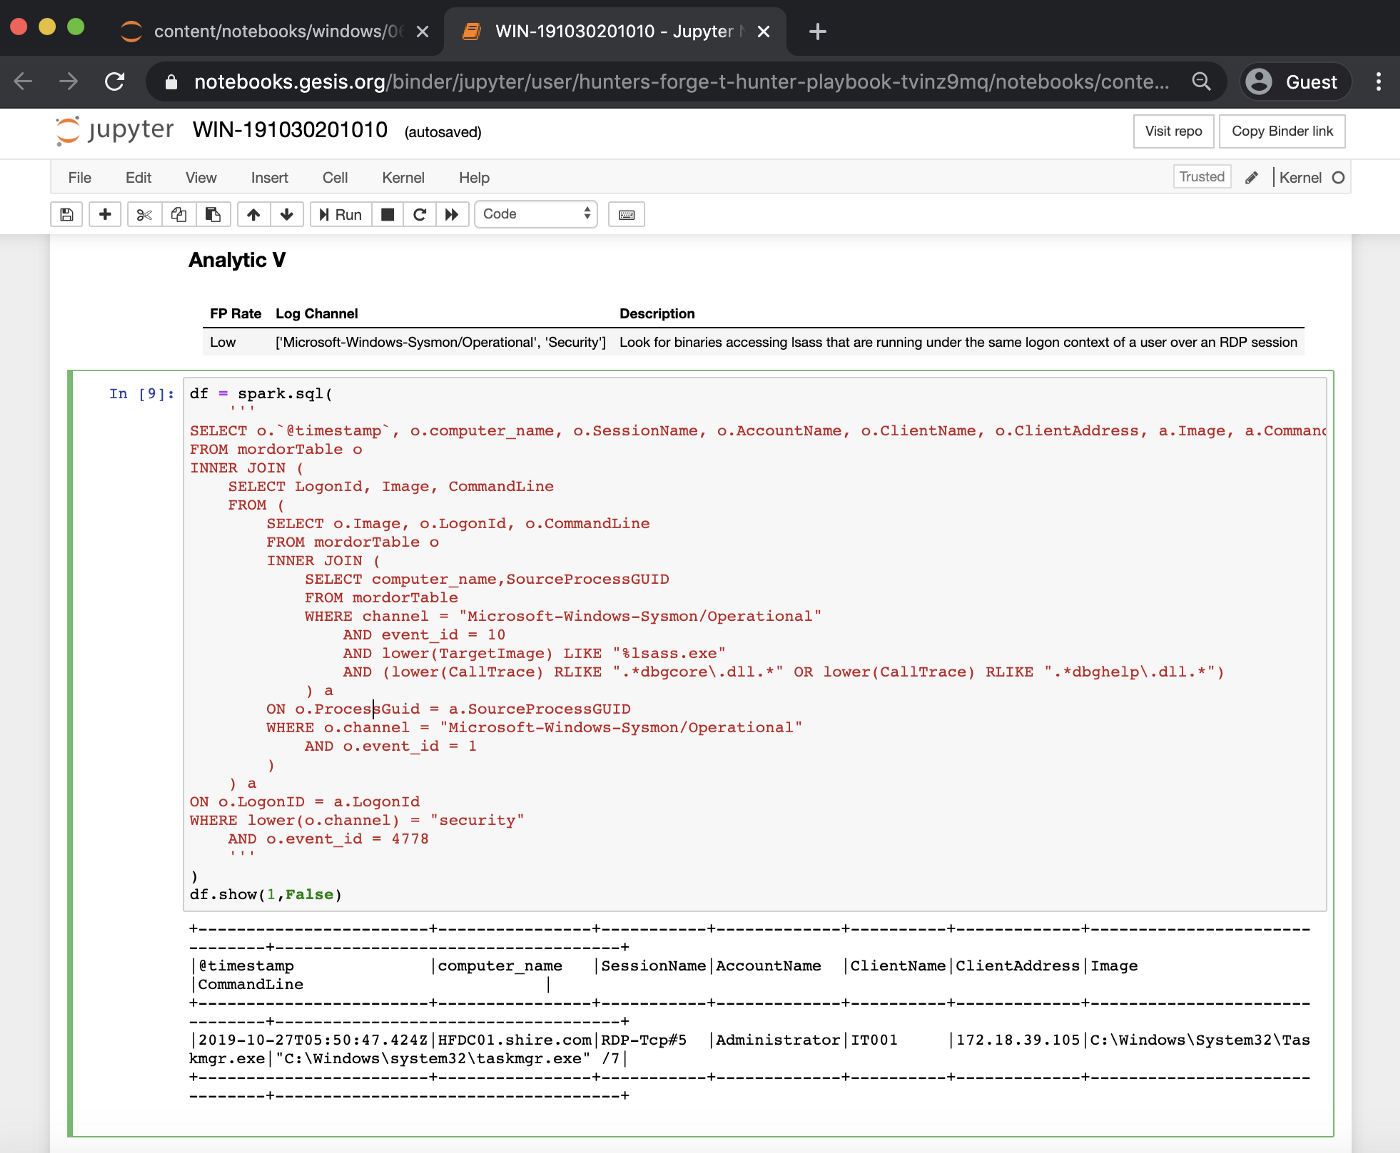 content/notebooks/windows/06
WIN-191030201010 - Jupyter N
notebooks.gesis.org/binder/jupyter/user/hunters-forge-t-hunter-playbook-tvinz9mq/notebooks/conte...
Guest
jupyter WIN-191030201010 (autosaved)
Visit repo
Copy Binder link
File Edit View Insert Cell Kernel Help
Trusted
Kernel
Run
Code
Analytic V
FP Rate Log Channel Description
Low ['Microsoft-Windows-Sysmon/Operational', 'Security'] Look for binaries accessing lsass that are running under the same logon context of a user over an RDP session
In [9]: df = spark.sql(
'''
SELECT o.`@timestamp`, o.computer_name, o.SessionName, o.AccountName, o.ClientName, o.ClientAddress, a.Image, a.Command
FROM mordorTable o
INNER JOIN (
SELECT LogonId, Image, CommandLine
FROM (
SELECT o.Image, o.LogonId, o.CommandLine
FROM mordorTable o
INNER JOIN (
SELECT computer_name,SourceProcessGUID
FROM mordorTable
WHERE channel = "Microsoft-Windows-Sysmon/Operational"
AND event_id = 10
AND lower(TargetImage) LIKE "%lsass.exe"
AND (lower(CallTrace) RLIKE ".*dbgcore\.dll.*" OR lower(CallTrace) RLIKE ".*dbghelp\.dll.*")
) a
ON o.ProcessGuid = a.SourceProcessGUID
WHERE o.channel = "Microsoft-Windows-Sysmon/Operational"
AND o.event_id = 1
)
) a
ON o.LogonID = a.LogonId
WHERE lower(o.channel) = "security"
AND o.event_id = 4778
'''
)
df.show(1,False)
+------------------------+----------------+-----------+-------------+----------+-------------+-----------------------
--------+------------------------------------+
|@timestamp |computer_name |SessionName|AccountName |ClientName|ClientAddress|Image
|CommandLine |
+------------------------+----------------+-----------+-------------+----------+-------------+-----------------------
--------+------------------------------------+
|2019-10-27T05:50:47.424Z|HFDC01.shire.com|RDP-Tcp#5 |Administrator|IT001 |172.18.39.105|C:\Windows\System32\Tas
kmgr.exe|"C:\Windows\system32\taskmgr.exe" /7|
+------------------------+----------------+-----------+-------------+----------+-------------+-----------------------
--------+------------------------------------+